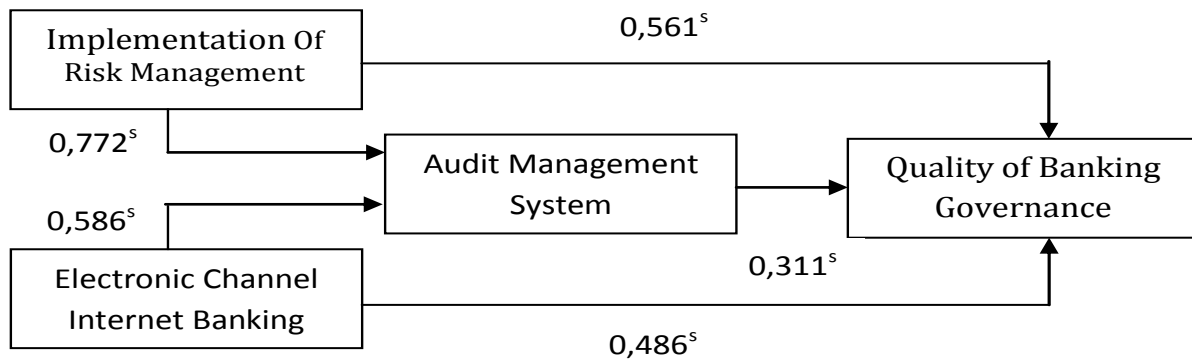 Implementation Of
Risk Management
0,561ˢ
0,772ˢ
Audit Management
System
Quality of Banking
Governance
0,586ˢ
0,311ˢ
Electronic Channel
Internet Banking
0,486ˢ